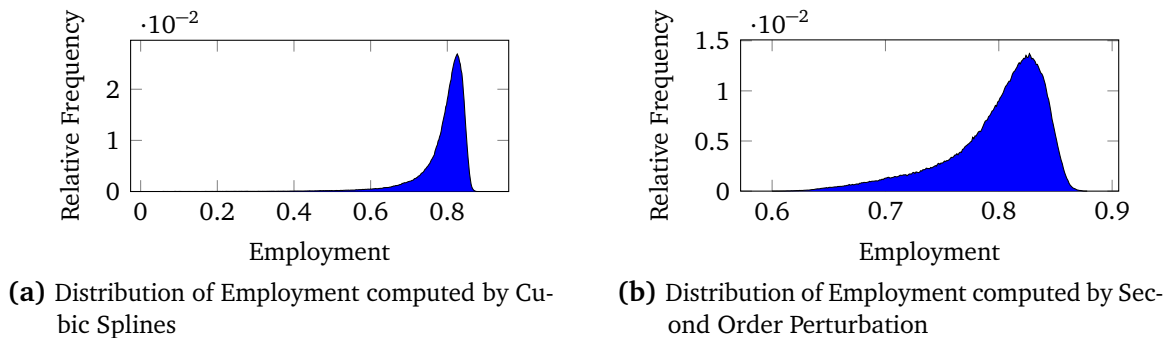 ·10−2
Relative Frequency
2
1
0
0 0.2 0.4 0.6 0.8
Employment
(a) Distribution of Employment computed by Cu-
bic Splines
·10−2
Relative Frequency
1.5
1
0.5
0
0.6 0.7 0.8 0.9
Employment
(b) Distribution of Employment computed by Sec-
ond Order Perturbation